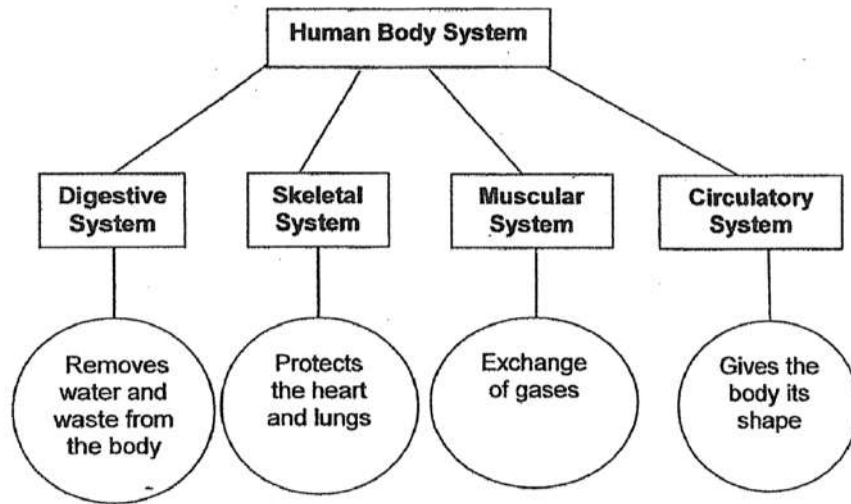 Human Body System
Digestive
System
Skeletal
System
Muscular
System
Circulatory
System
Removes
water and
waste from
the body
Protects
the heart
and lungs
Exchange
of gases
Gives the
body its
shape